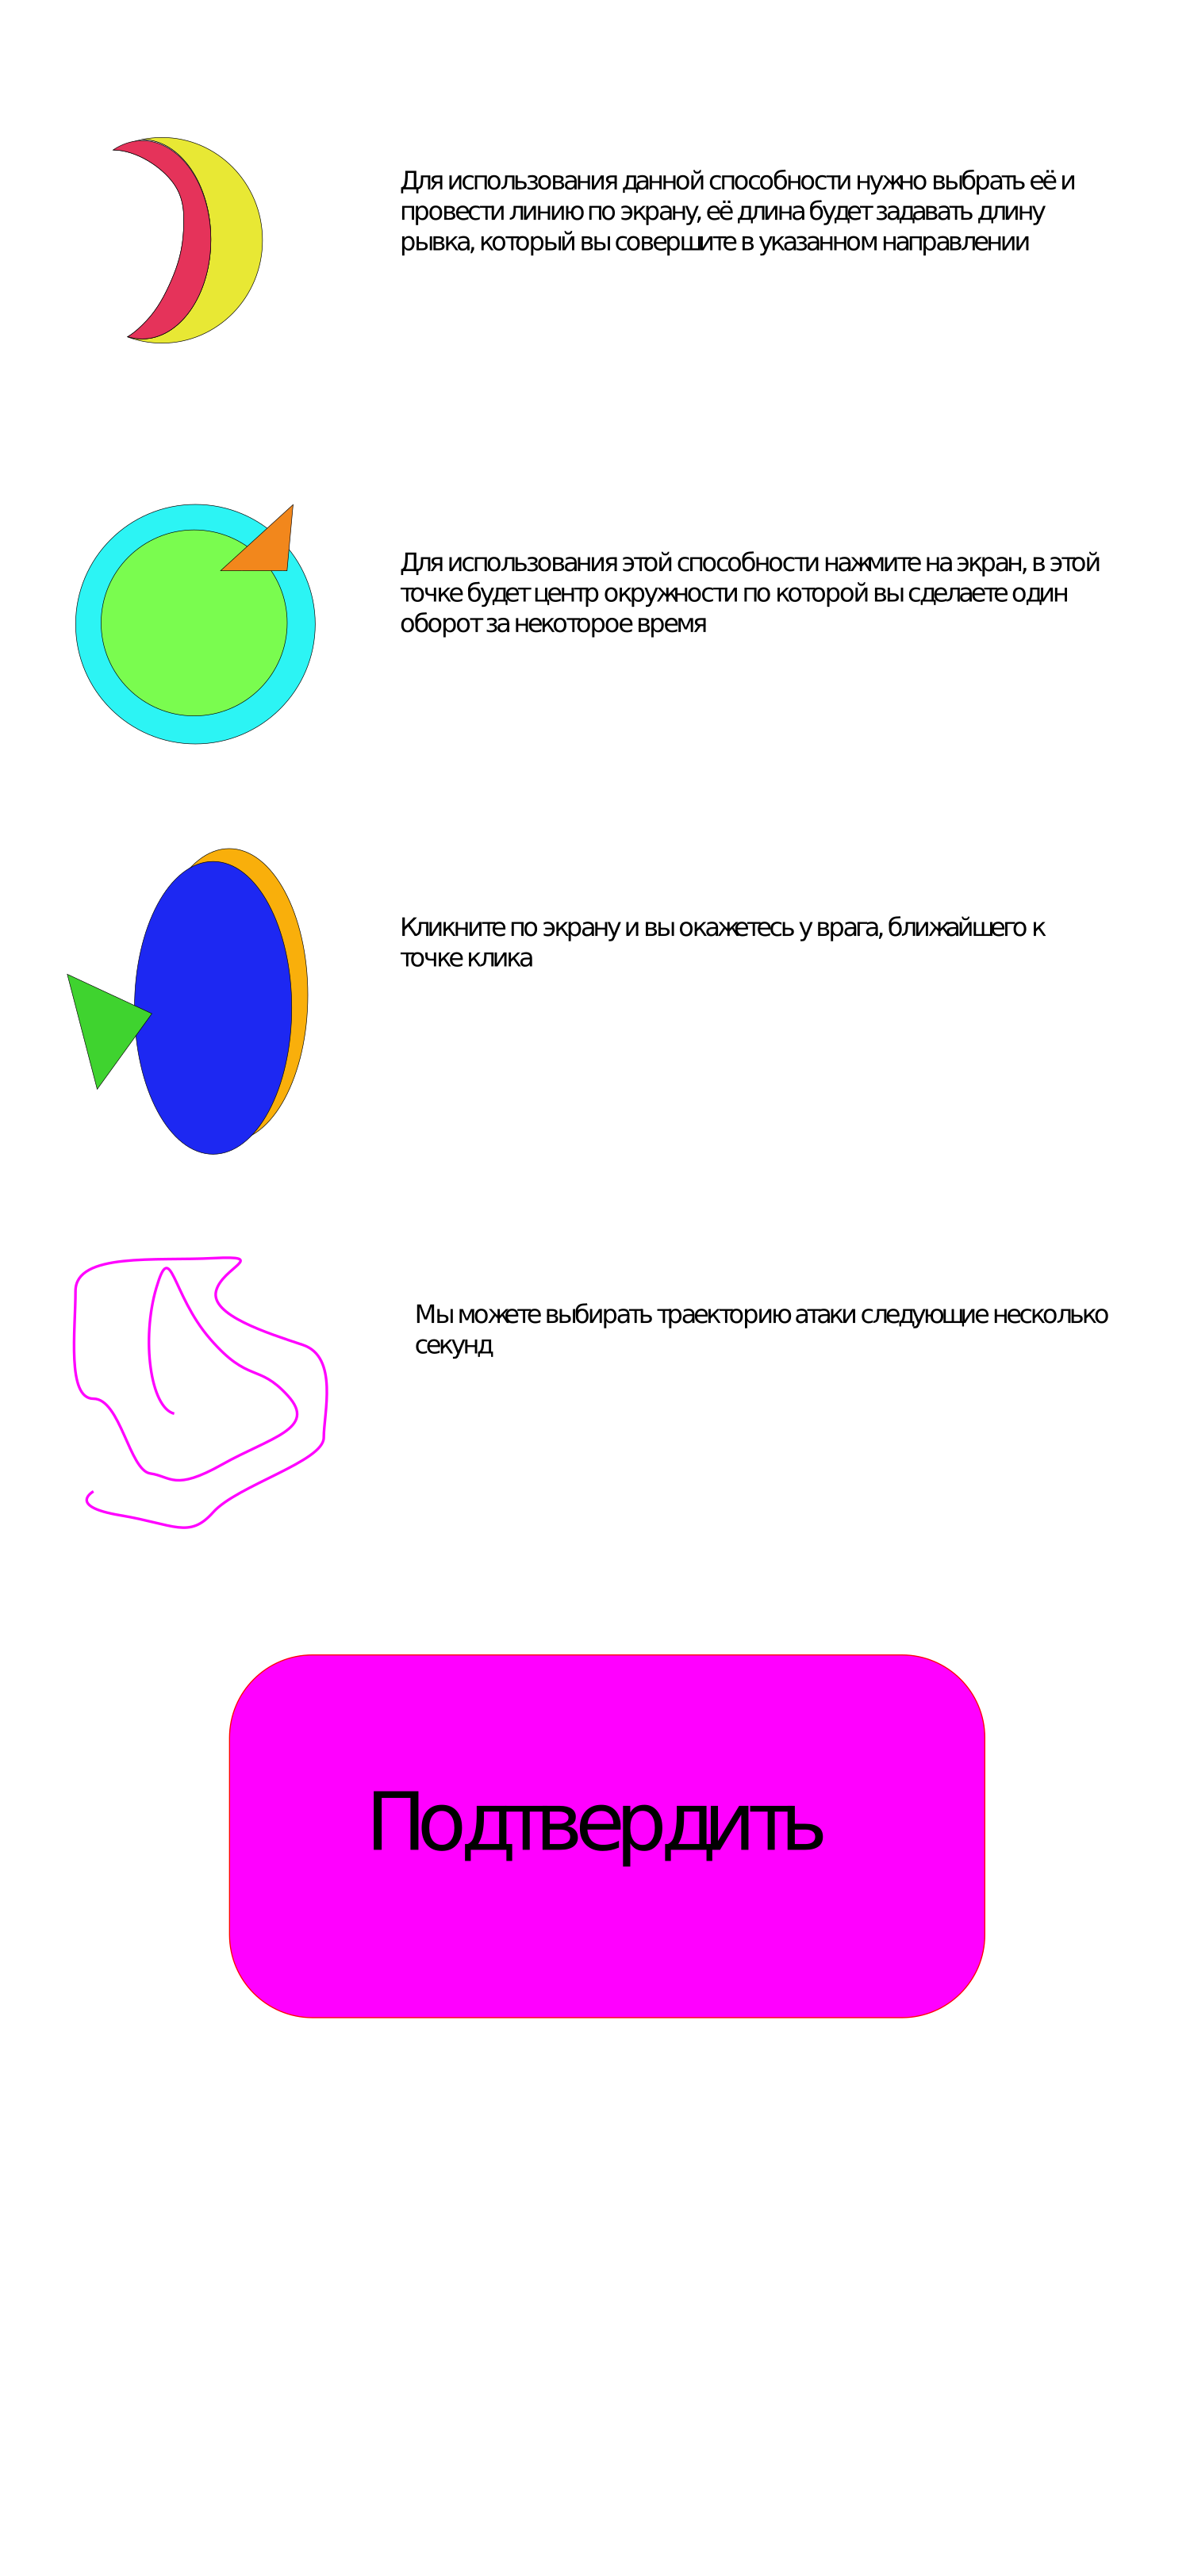 Для использования данной способности нужно выбрать её и
провести линию по экрану, её длина будет задавать длину
рывка, который вы совершите в указанном направлении
Для использования этой способности нажмите на экран, в этой
точке будет центр окружности по которой вы сделаете один
оборот за некоторое время
Кликните по экрану и вы окажетесь у врага, ближайшего к
точке клика
Мы можете выбирать траекторию атаки следующие несколько
секунд
Подтвердить